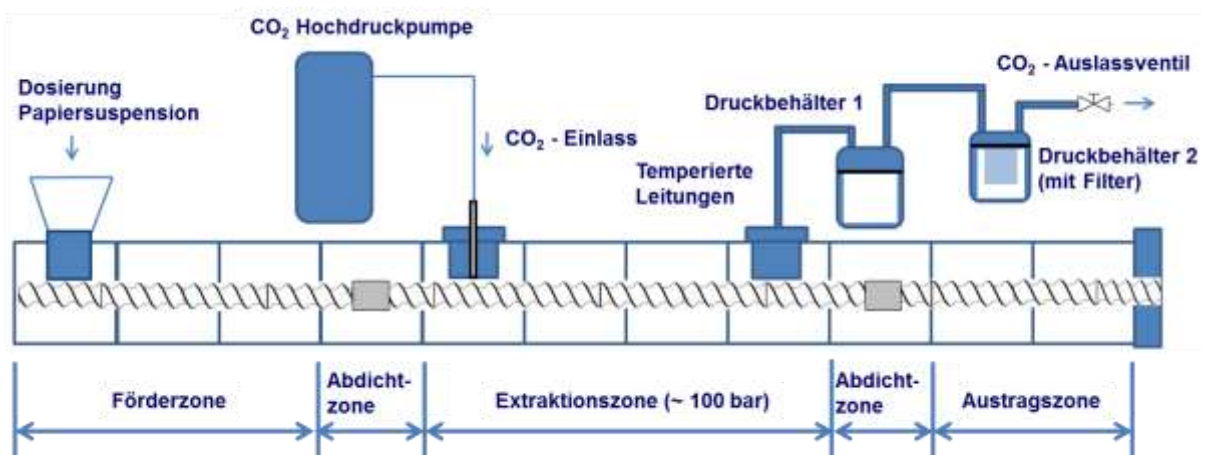 CO₂ Hochdruckpumpe
Dosierung
Papiersuspension
CO₂ - Einlass
Druckbehälter 1
Temperierte
Leitungen
CO₂ - Auslassventil
Druckbehälter 2
(mit Filter)
Förderzone
Abdicht-
zone
Extraktionszone (~ 100 bar)
Abdicht-
zone
Austragszone